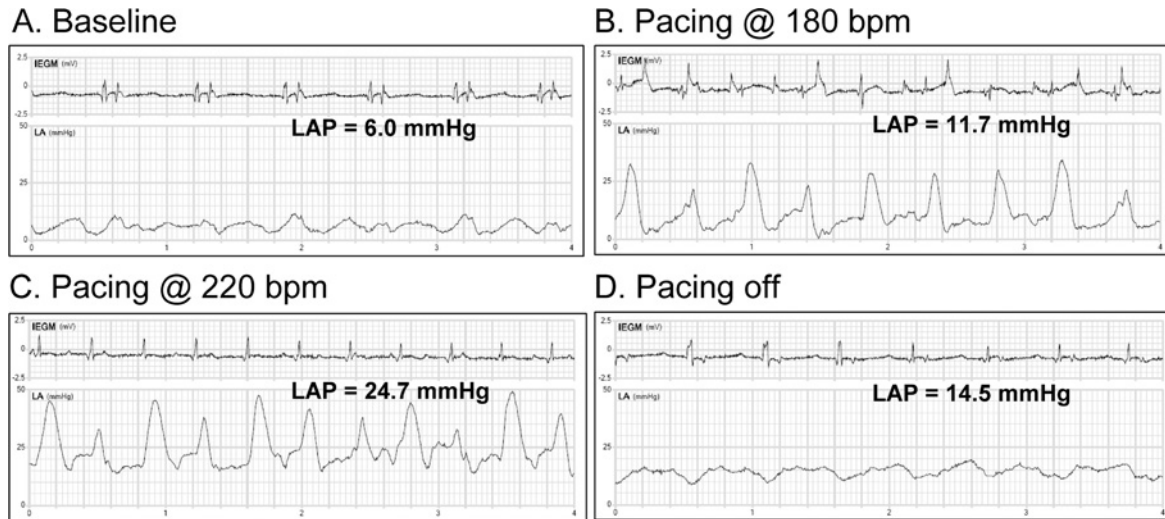 A. Baseline
2.5
IEGM (mV)
0
-2.5
50
LA (mmHg)
LAP = 6.0 mmHg
25
0
0 1 2 3 4
B. Pacing @ 180 bpm
2.5
IEGM (mV)
0
-2.5
50
LA (mmHg)
LAP = 11.7 mmHg
25
0
0 1 2 3 4
C. Pacing @ 220 bpm
2.5
IEGM (mV)
0
-2.5
50
LA (mmHg)
LAP = 24.7 mmHg
25
0
0 1 2 3 4
D. Pacing off
2.5
IEGM (mV)
0
-2.5
50
LA (mmHg)
LAP = 14.5 mmHg
25
0
0 1 2 3 4